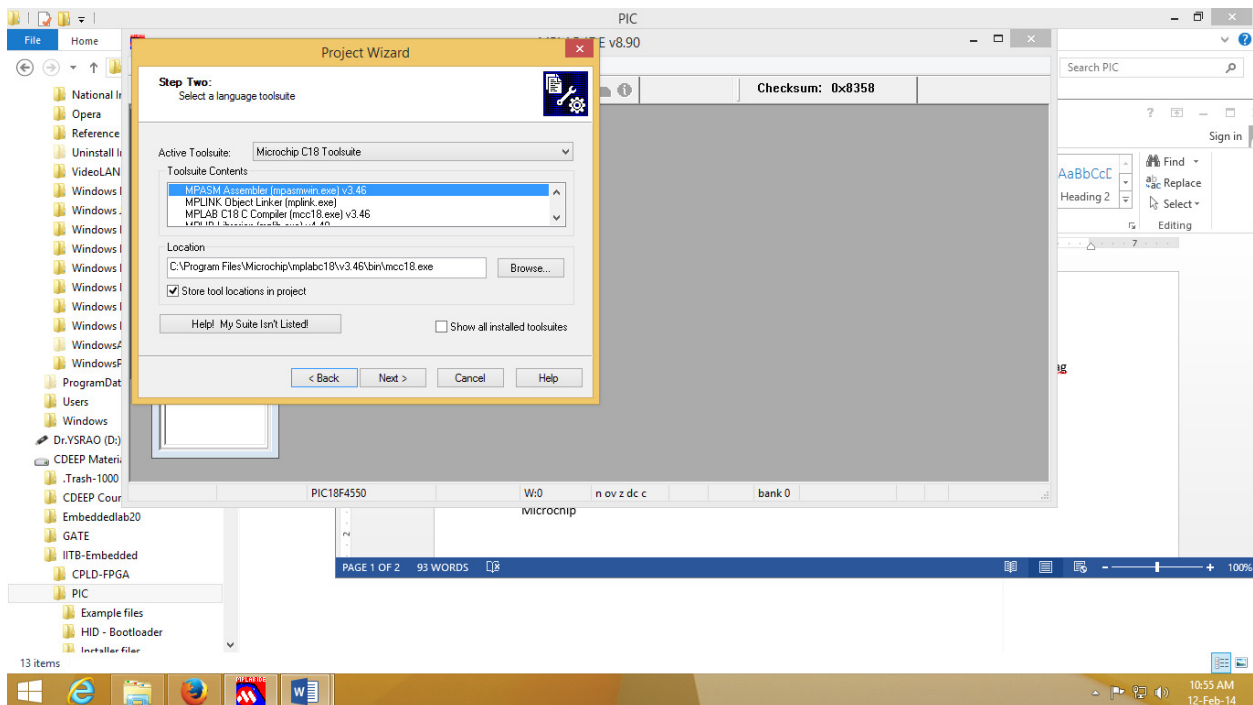 PIC
File
Home
E v8.90
Search PIC
Project Wizard
Step Two:
Select a language toolsuite
Checksum: 0x8358
Sign in
Active Toolsuite: Microchip C18 Toolsuite
Toolsuite Contents
MPASM Assembler (mpasmwin.exe) v3.46
MPLINK Object Linker (mplink.exe)
MPLAB C18 C Compiler (mcc18.exe) v3.46
Location
C:\Program Files\Microchip\mplabc18\v3.46\bin\mcc18.exe
Browse...
Store tool locations in project
Help! My Suite Isn't Listed!
Show all installed toolsuites
< Back Next > Cancel Help
AaBbCcD
Heading 2
Find
Replace
Select
Editing
7
ag
National In
Opera
Reference
Uninstall In
VideoLAN
Windows
Windows
Windows
Windows
Windows
Windows
Windows
Windows
WindowsA
WindowsP
ProgramDat
Users
Windows
Dr.YSRAO (D:)
CDEEP Materi
.Trash-1000
CDEEP Cour
Embeddedlab20
GATE
IITB-Embedded
CPLD-FPGA
PIC
Example files
HID - Bootloader
Installer files
PIC18F4550 W:0 n ov z dc c bank 0
Microchip
2
PAGE 1 OF 2 93 WORDS
100%
13 items
MPLAB IDE
10:55 AM
12-Feb-14